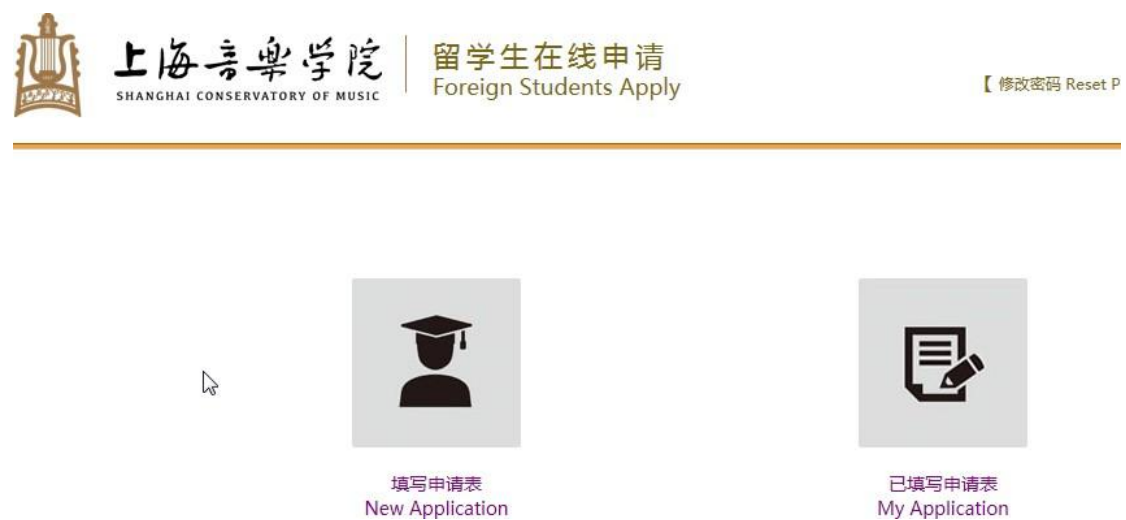 上海音樂学院
SHANGHAI CONSERVATORY OF MUSIC
留学生在线申请
Foreign Students Apply
【 修改密码 Reset P
填写申请表
New Application
已填写申请表
My Application